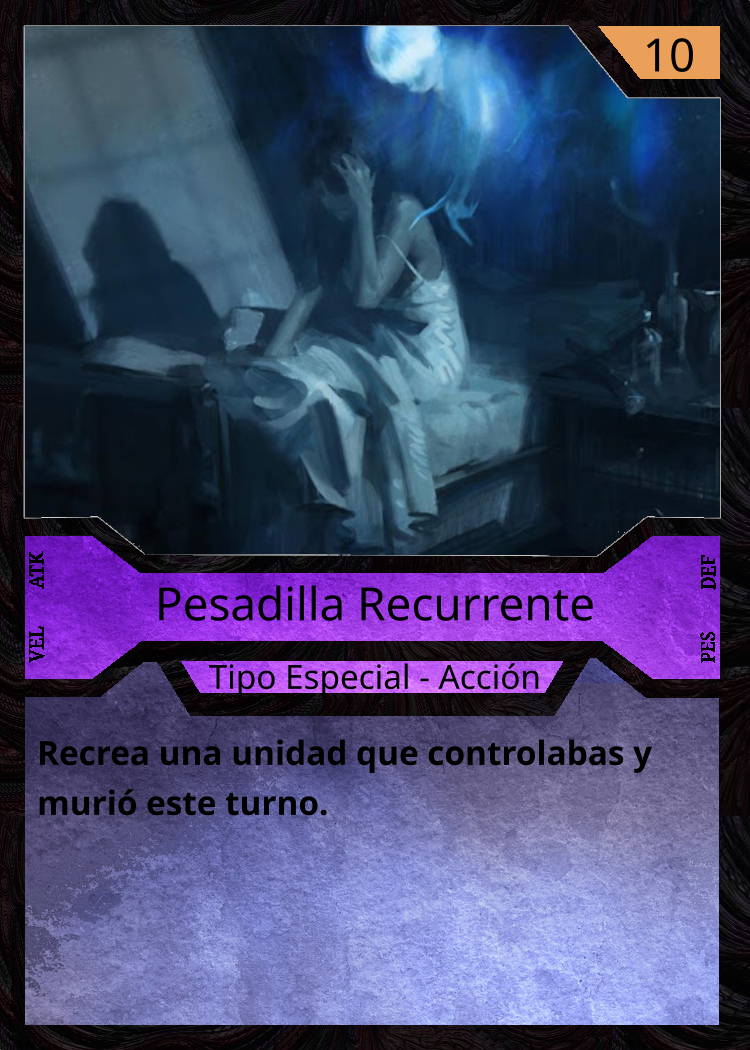 10
ATK
DEF
Pesadilla Recurrente
VEL
PES
Tipo Especial - Acción
Recrea una unidad que controlabas y
murió este turno.